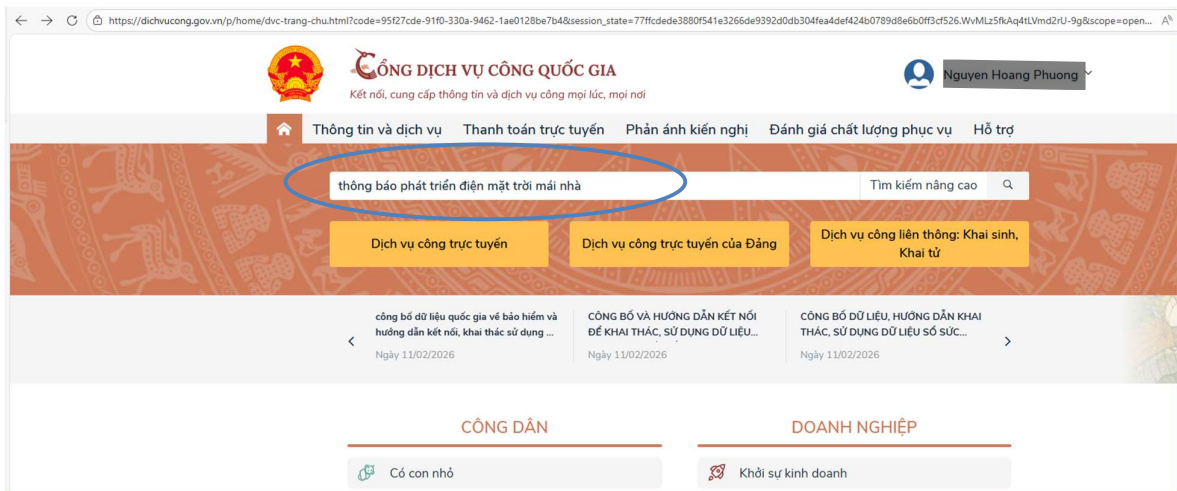 https://dichvucong.gov.vn/p/home/dvc-trang-chu.html?code=95f27cde-91f0-330a-9462-1ae0128be7b4&session_state=77ffcdede3880f541e3266de9392d0db304fea4def424b0789d8e6b0ff3cf526.WvMLz5fkAq4tLVmd2rU-9g&scope=open...
CỔNG DỊCH VỤ CÔNG QUỐC GIA
Kết nối, cung cấp thông tin và dịch vụ công mọi lúc, mọi nơi
Nguyen Hoang Phuong
Thông tin và dịch vụ Thanh toán trực tuyến Phản ánh kiến nghị Đánh giá chất lượng phục vụ Hỗ trợ
thông báo phát triển điện mặt trời mái nhà Tìm kiếm nâng cao
Dịch vụ công trực tuyến
Dịch vụ công trực tuyến của Đảng
Dịch vụ công liên thông: Khai sinh,
Khai tử
công bố dữ liệu quốc gia về bảo hiểm và
hướng dẫn kết nối, khai thác sử dụng ...
Ngày 11/02/2026
CÔNG BỐ VÀ HƯỚNG DẪN KẾT NỐI
ĐỂ KHAI THÁC, SỬ DỤNG DỮ LIỆU...
Ngày 11/02/2026
CÔNG BỐ DỮ LIỆU, HƯỚNG DẪN KHAI
THÁC, SỬ DỤNG DỮ LIỆU SỔ SỨC...
Ngày 11/02/2026
CÔNG DÂN
Có con nhỏ
DOANH NGHIỆP
Khởi sự kinh doanh